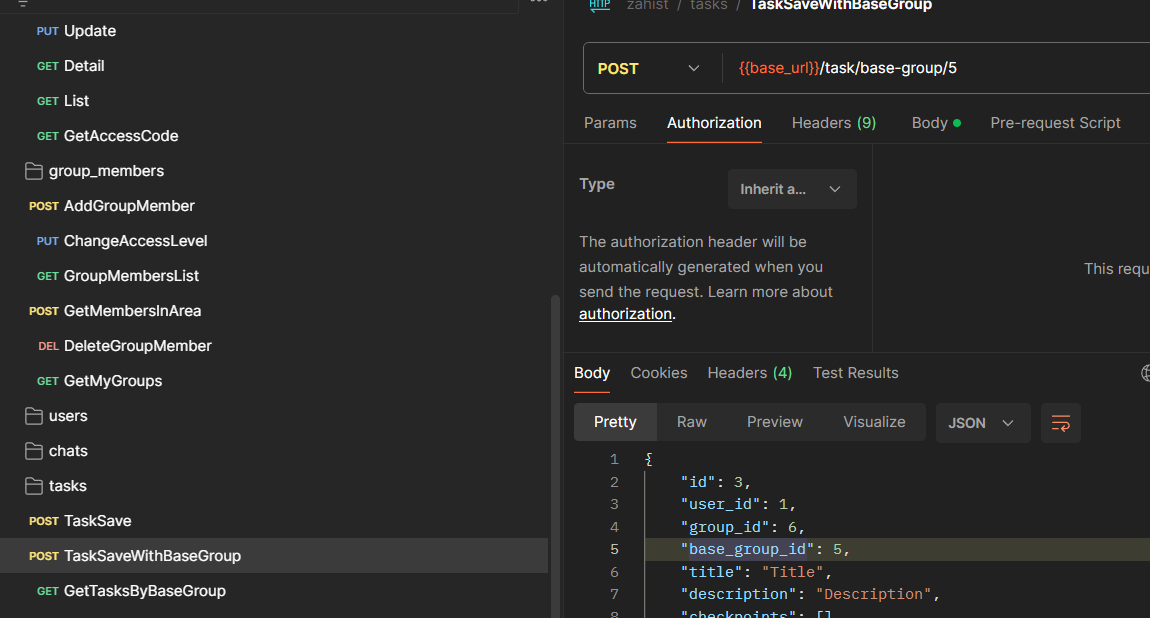 PUT Update
GET Detail
GET List
GET GetAccessCode
group_members
POST AddGroupMember
PUT ChangeAccessLevel
GET GroupMembersList
POST GetMembersInArea
DEL DeleteGroupMember
GET GetMyGroups
users
chats
tasks
POST TaskSave
POST TaskSaveWithBaseGroup
GET GetTasksByBaseGroup
HTTP zahist / tasks / TaskSaveWithBaseGroup
POST {{base_url}}/task/base-group/5
Params Authorization Headers (9) Body Pre-request Script
Type Inherit a...
The authorization header will be
automatically generated when you
send the request. Learn more about
authorization.
This requ
Body Cookies Headers (4) Test Results
Pretty Raw Preview Visualize JSON
1 {
2 "id": 3,
3 "user_id": 1,
4 "group_id": 6,
5 "base_group_id": 5,
6 "title": "Title",
7 "description": "Description",
8 "checkpoints": []